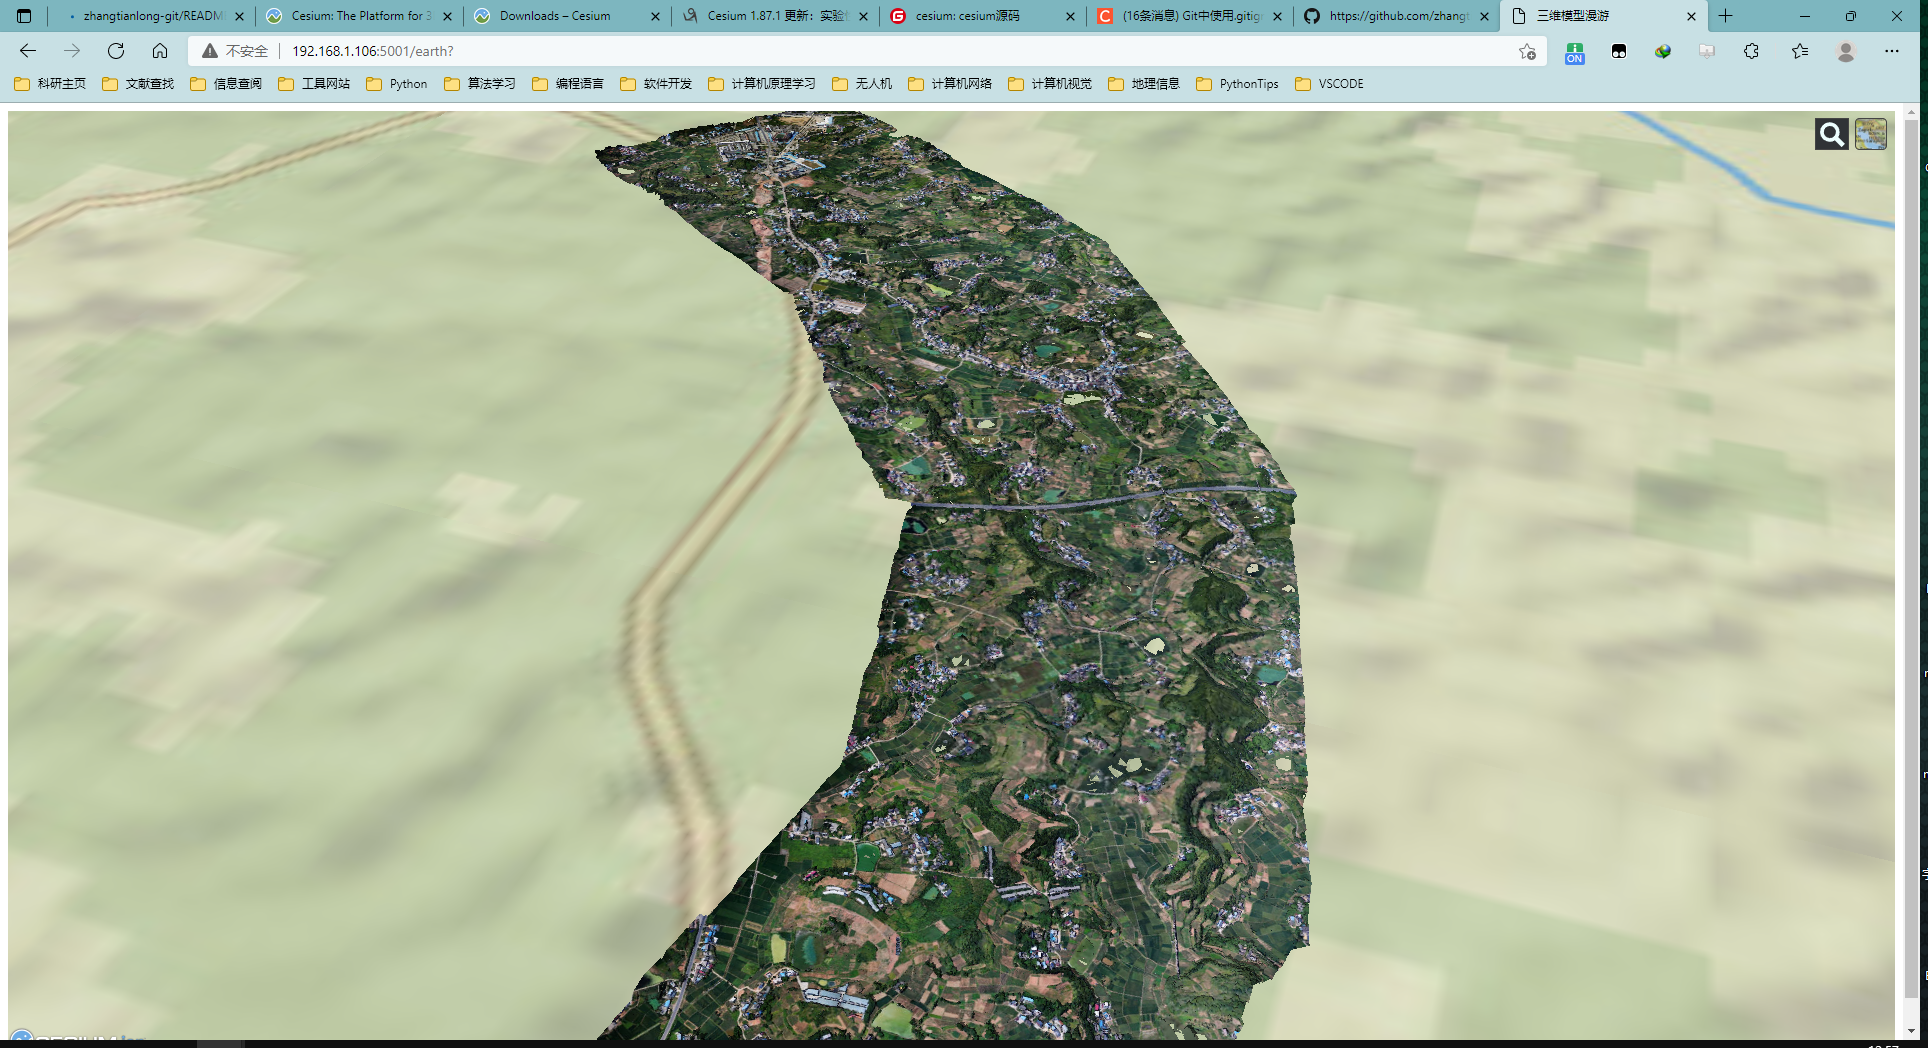 zhangtianlong-git/READM
Cesium: The Platform for 3
Downloads – Cesium
Cesium 1.87.1 更新：实验
cesium: cesium源码
(16条消息) Git中使用.gitig
https://github.com/zhangt
三维模型漫游
不安全
192.168.1.106:5001/earth?
ON
科研主页
文献查找
信息查阅
工具网站
Python
算法学习
编程语言
软件开发
计算机原理学习
无人机
计算机网络
计算机视觉
地理信息
PythonTips
VSCODE